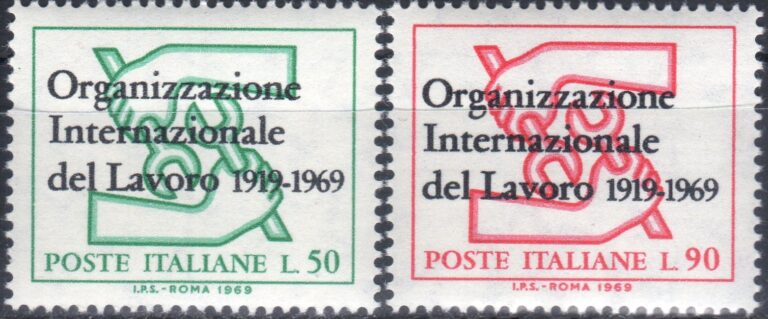 Organizzazione
Internazionale
del Lavoro 1919-1969
POSTE ITALIANE L. 50
I.P.S.-ROMA 1969
Organizzazione
Internazionale
del Lavoro 1919-1969
POSTE ITALIANE L. 90
I.P.S.-ROMA 1969